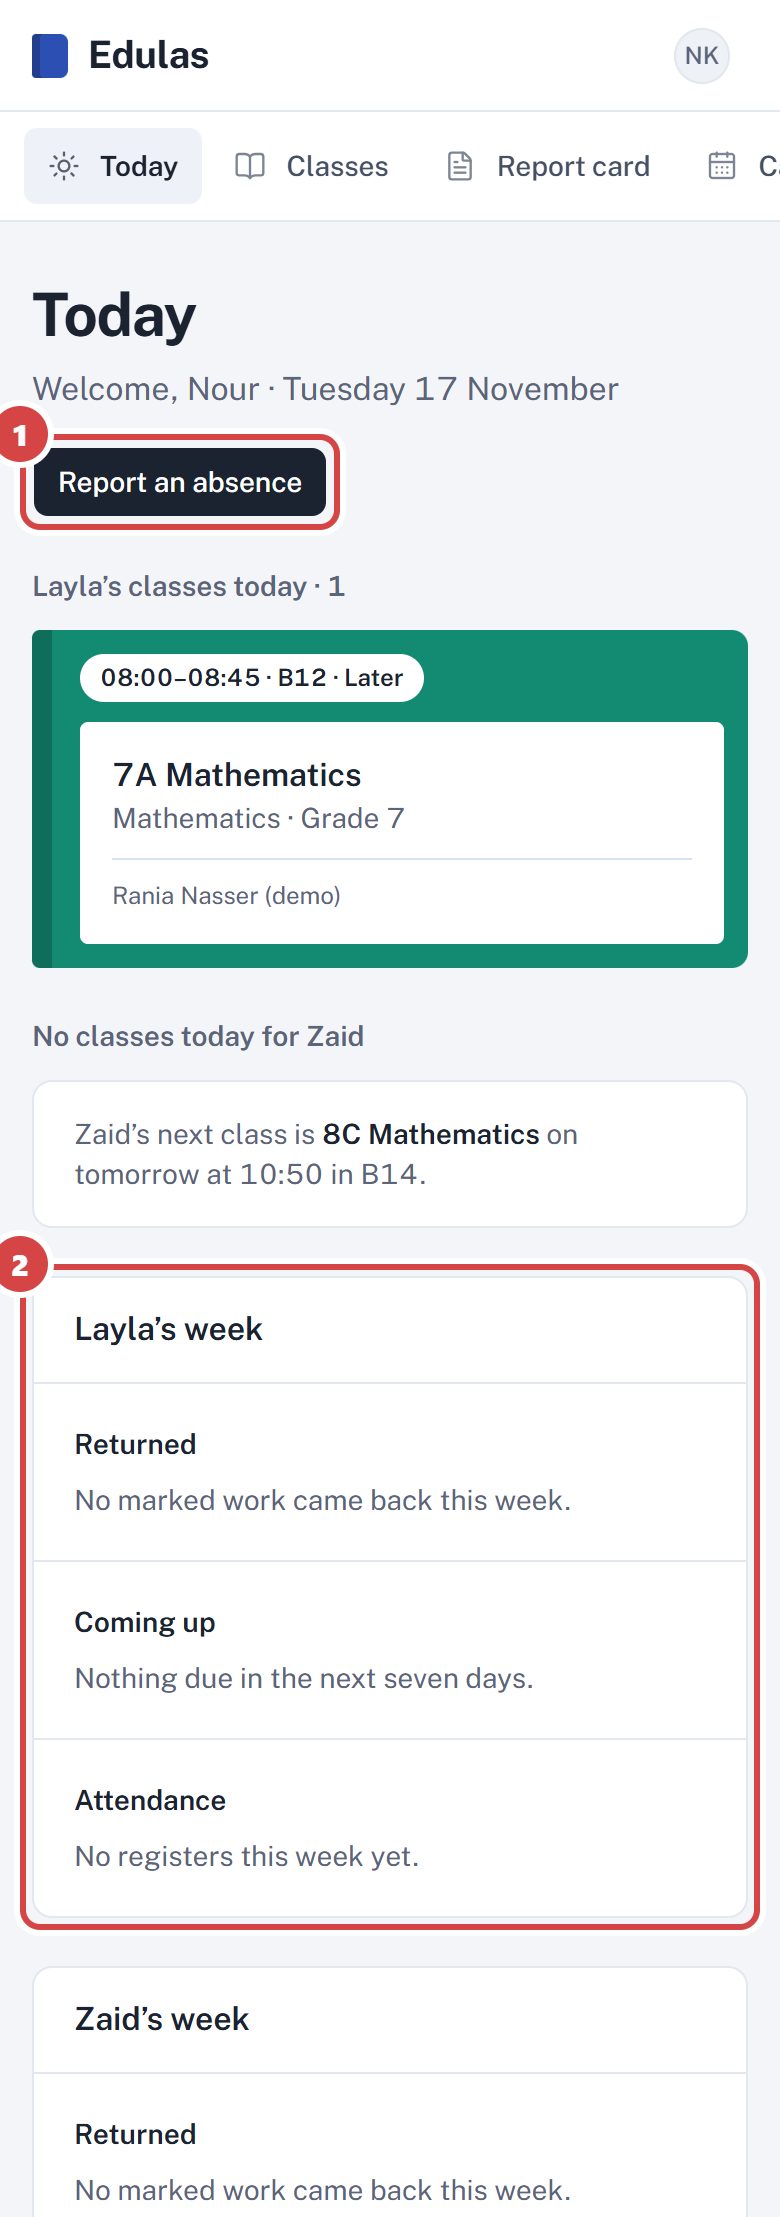 Edulas
NK
Today
Classes
Report card
Today
Welcome, Nour · Tuesday 17 November
1
Report an absence
Layla’s classes today · 1
08:00–08:45 · B12 · Later
7A Mathematics
Mathematics · Grade 7
Rania Nasser (demo)
No classes today for Zaid
Zaid’s next class is 8C Mathematics on
tomorrow at 10:50 in B14.
2
Layla’s week
Returned
No marked work came back this week.
Coming up
Nothing due in the next seven days.
Attendance
No registers this week yet.
Zaid’s week
Returned
No marked work came back this week.